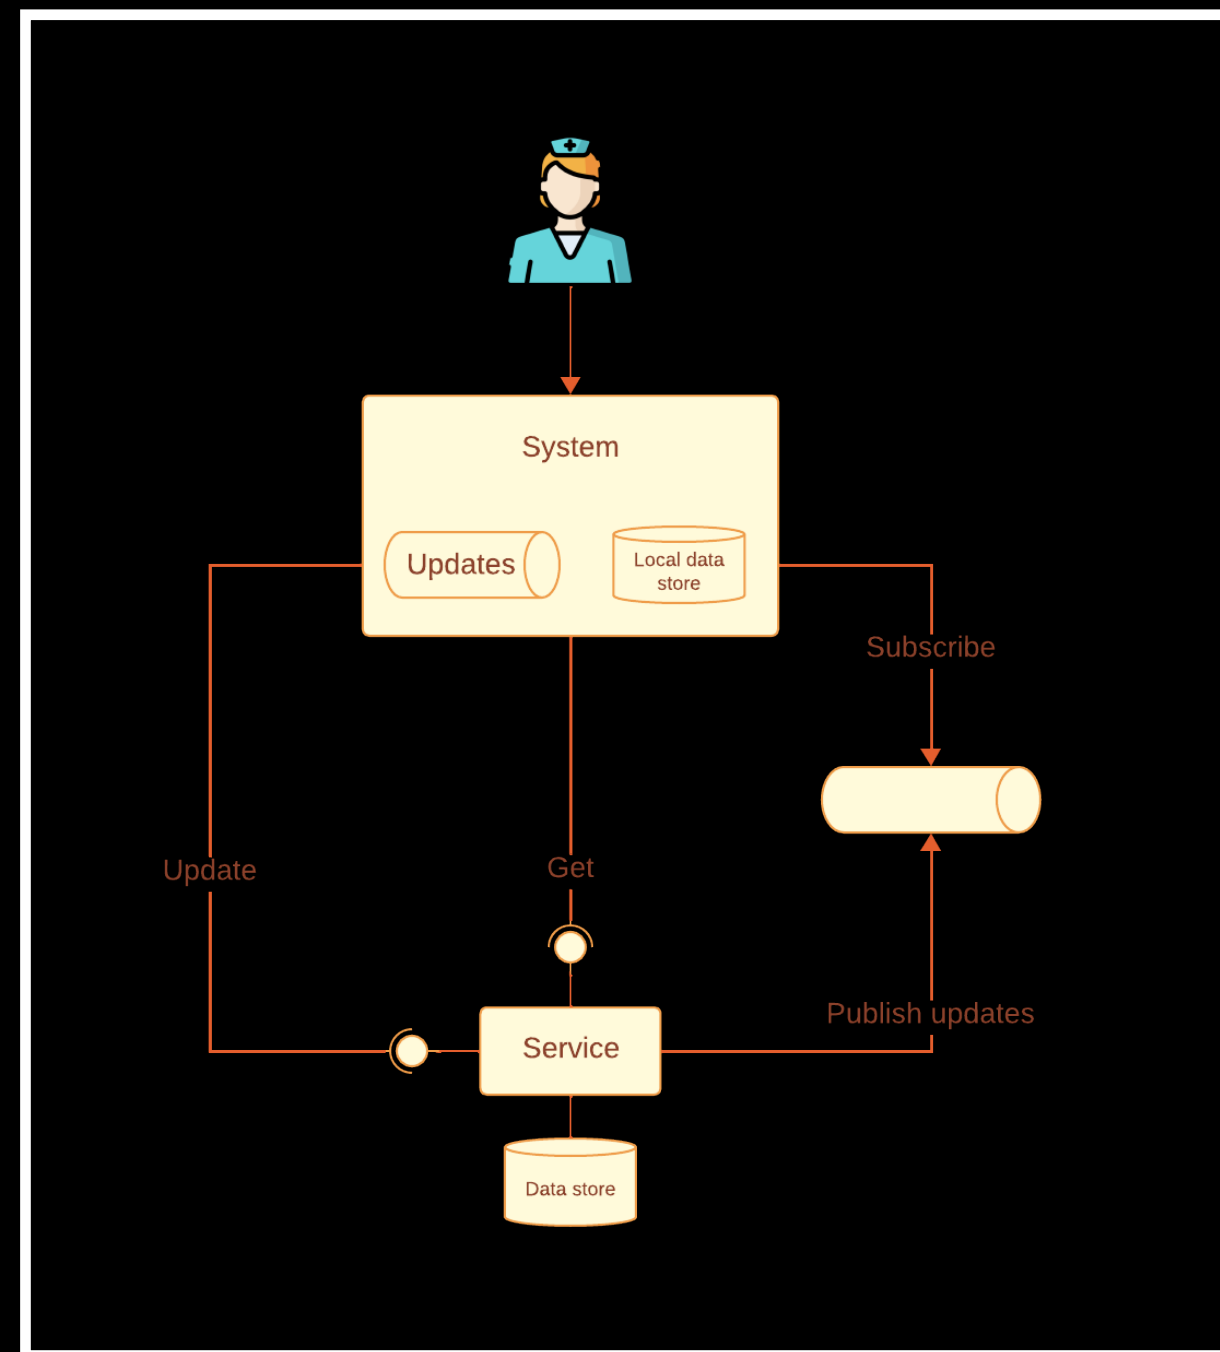 System
Updates
Local data
store
Subscribe
Update
Get
Publish updates
Service
Data store